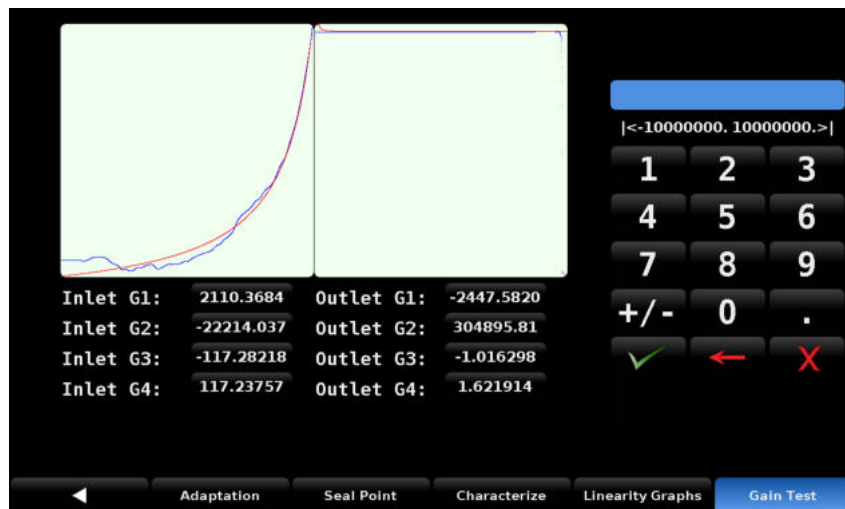 |<-10000000. 10000000.>|
1 2 3
4 5 6
7 8 9
+/- 0 .
X
Inlet G1: 2110.3684 Outlet G1: -2447.5820
Inlet G2: -22214.037 Outlet G2: 304895.81
Inlet G3: -117.28218 Outlet G3: -1.016298
Inlet G4: 117.23757 Outlet G4: 1.621914
Adaptation Seal Point Characterize Linearity Graphs Gain Test